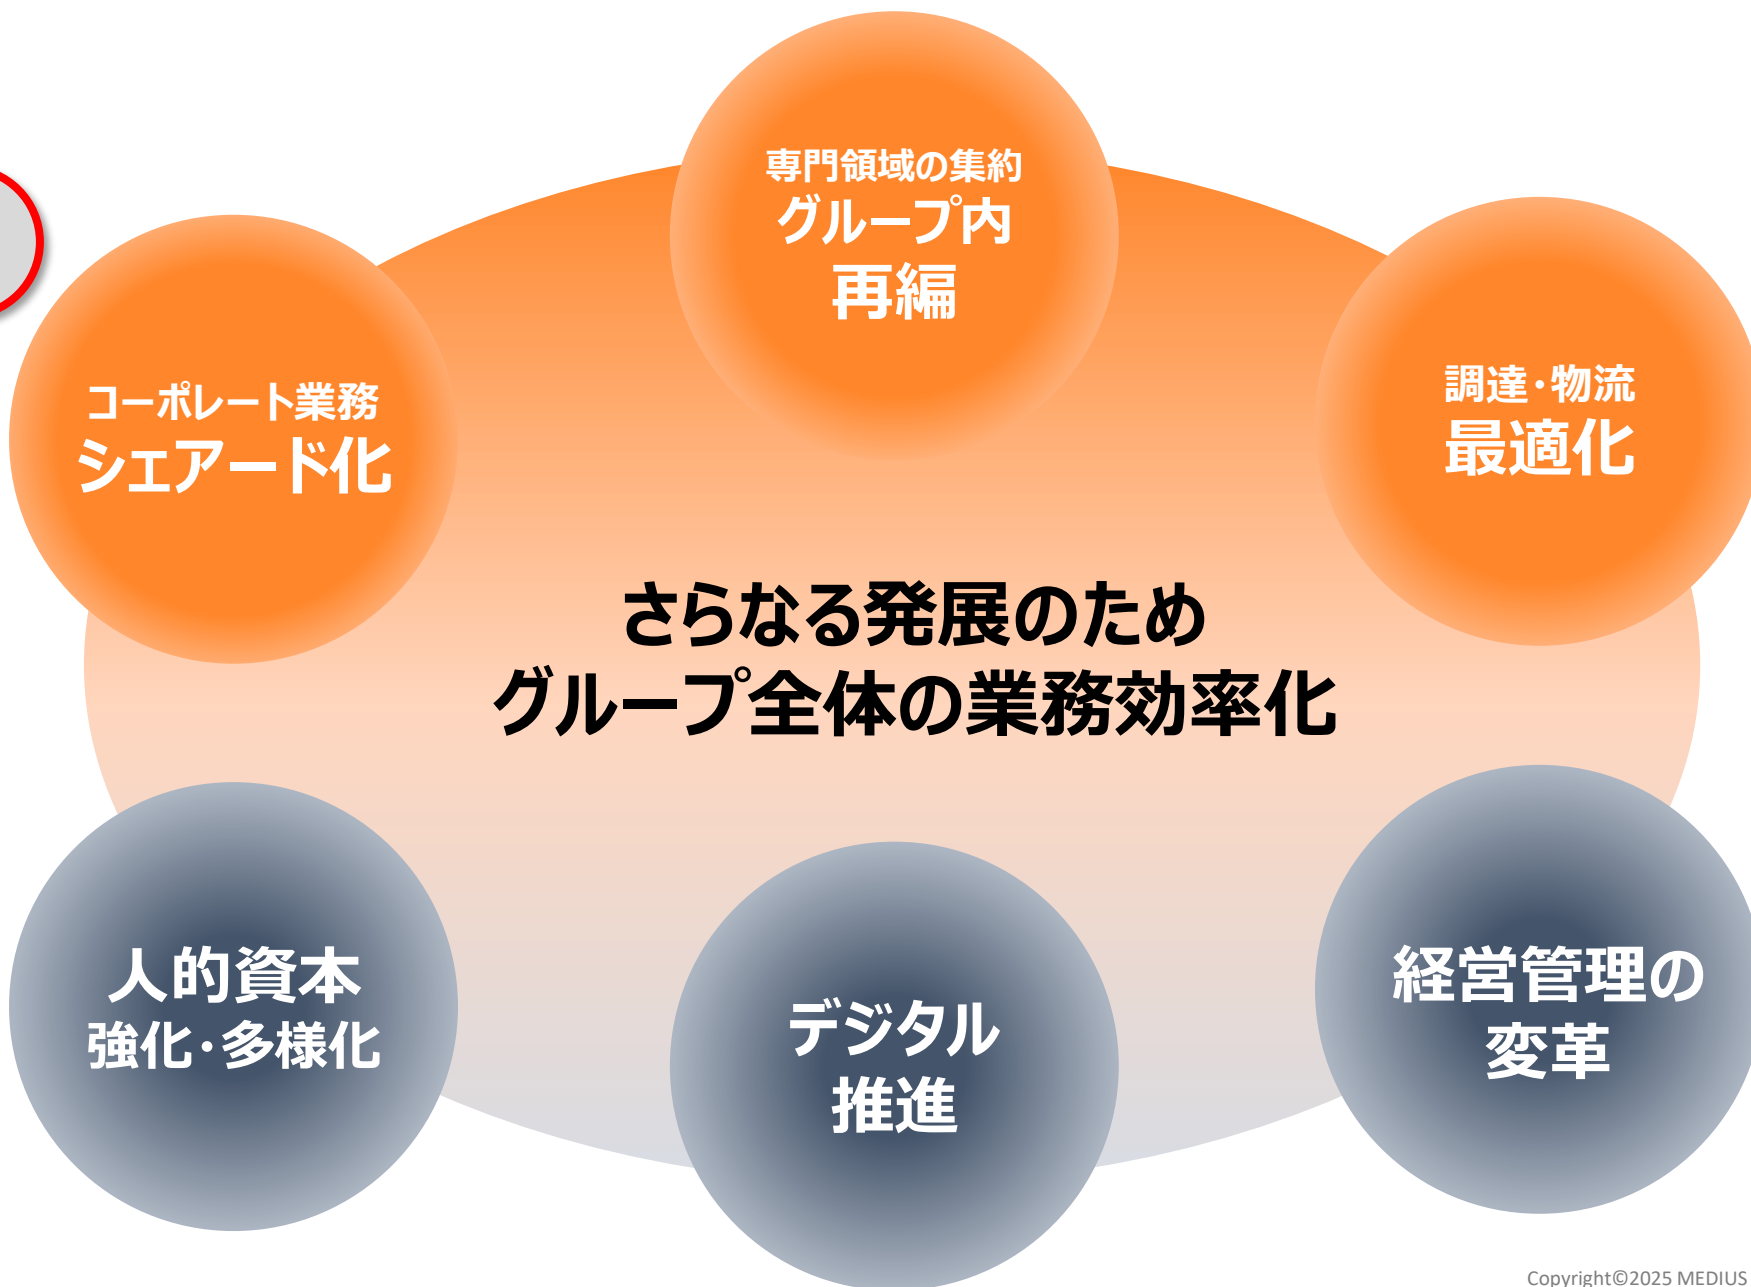 専門領域の集約
グループ内
再編
コーポレート業務
シェアード化
調達・物流
最適化
さらなる発展のため
グループ全体の業務効率化
人的資本
強化・多様化
デジタル
推進
経営管理の
変革
Copyright©2025 MEDIUS